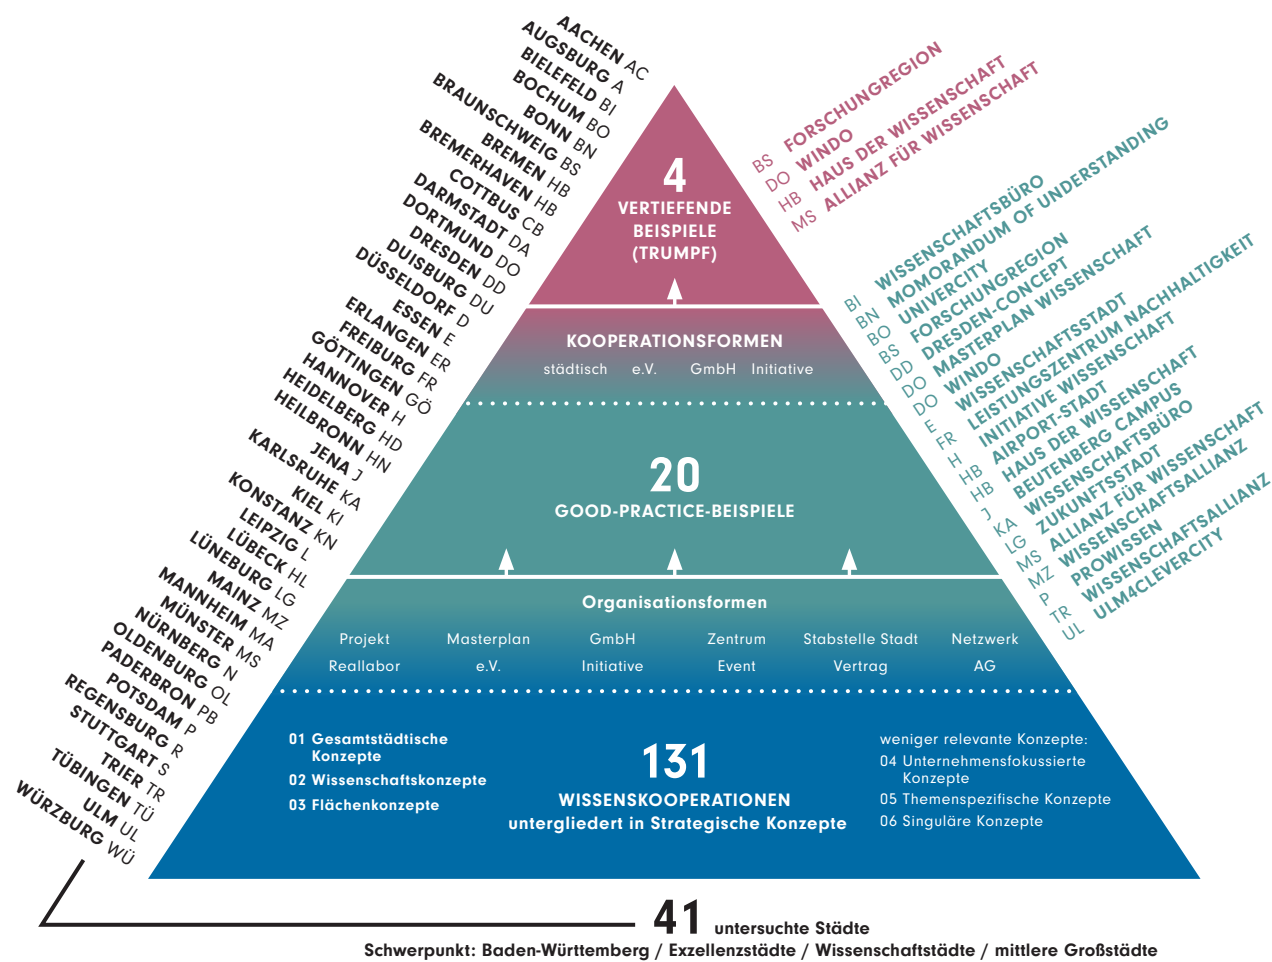 AACHEN AC
AUGSBURG A
BIELEFELD BI
BOCHUM BO
BONN BN
BRAUNSCHWEIG BS
BREMEN HB
BREMERHAVEN HB
COTTBUS CB
DARMSTADT DA
DORTMUND DO
DRESDEN DD
DUISBURG DU
DÜSSELDORF D
ESSEN E
ERLANGEN ER
FREIBURG FR
GÖTTINGEN GÖ
HANNOVER H
HEIDELBERG HD
HEILBRONN HN
JENA J
KARLSRUHE KA
KIEL KI
KONSTANZ KN
LEIPZIG L
LÜBECK HL
LÜNEBURG LG
MAINZ MZ
MANNHEIM MA
MÜNSTER MS
NÜRNBERG N
OLDENBURG OL
PADERBRON PB
POTSDAM P
REGENSBURG R
STUTTGART S
TRIER TR
TÜBINGEN TÜ
ULM UL
WÜRZBURG WÜ
4
VERTIEFENDE
BEISPIELE
(TRUMPF)
BS FORSCHUNGREGION
DO WINDO
HB HAUS DER WISSENSCHAFT
MS ALLIANZ FÜR WISSENSCHAFT
KOOPERATIONSFORMEN
städtisch e.V. GmbH Initiative
20
GOOD-PRACTICE-BEISPIELE
BI WISSENSCHAFTSBÜRO
BN MOMORANDUM OF UNDERSTANDING
BO UNIVERCITY
BS FORSCHUNGREGION
DD DRESDEN-CONCEPT
DO MASTERPLAN WISSENSCHAFT
DO WINDO
E WISSENSCHAFTSSTADT
FR LEISTUNGSZENTRUM NACHHALTIGKEIT
H INITIATIVE WISSENSCHAFT
HB AIRPORT-STADT
HB HAUS DER WISSENSCHAFT
J BEUTENBERG CAMPUS
KA WISSENSCHAFTSBÜRO
LG ZUKUNFTSSTADT
MS ALLIANZ FÜR WISSENSCHAFT
MZ WISSENSCHAFTSALLIANZ
P PROWISSEN
TR WISSENSCHAFTSALLIANZ
UL ULM4CLEVERCITY
Organisationsformen
Projekt Masterplan GmbH Zentrum Stabstelle Stadt Netzwerk
Reallabor e.V. Initiative Event Vertrag AG
01 Gesamtstädtische
Konzepte
02 Wissenschaftskonzepte
03 Flächenkonzepte
131
WISSENSKOOPERATIONEN
untergliedert in Strategische Konzepte
weniger relevante Konzepte:
04 Unternehmensfokussierte
Konzepte
05 Themenspezifische Konzepte
06 Singuläre Konzepte
41 untersuchte Städte
Schwerpunkt: Baden-Württemberg / Exzellenzstädte / Wissenschaftstädte / mittlere Großstädte